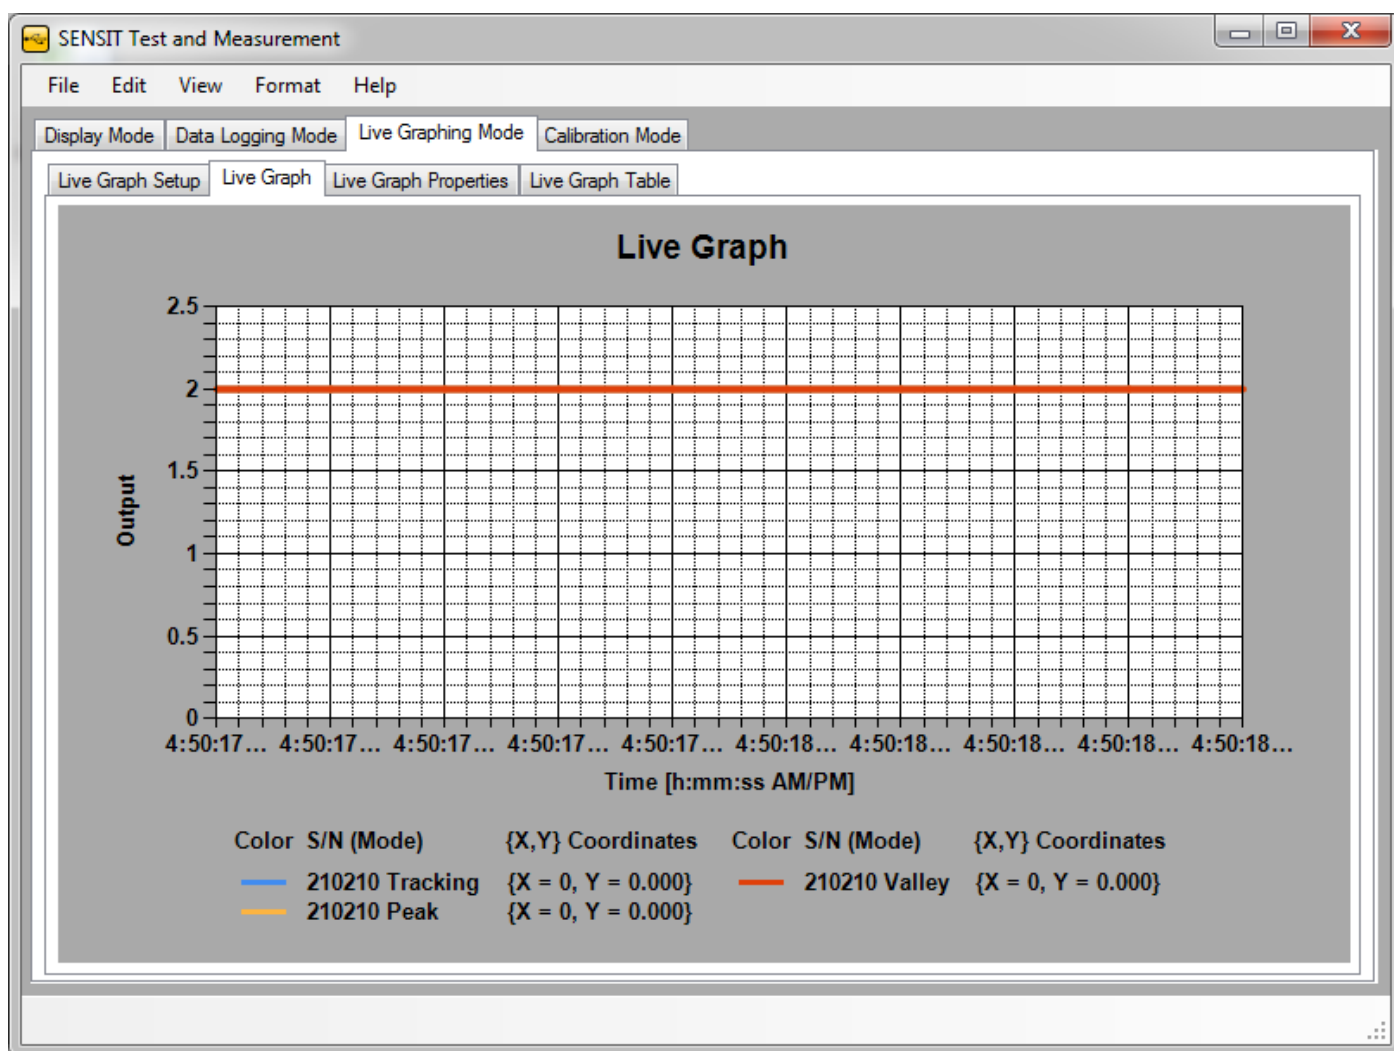 SENSIT Test and Measurement
File Edit View Format Help
Display Mode Data Logging Mode Live Graphing Mode Calibration Mode
Live Graph Setup Live Graph Live Graph Properties Live Graph Table
Live Graph
2.5
2
1.5
1
0.5
0
Output
4:50:17... 4:50:17... 4:50:17... 4:50:17... 4:50:17... 4:50:18... 4:50:18... 4:50:18... 4:50:18... 4:50:18...
Time [h:mm:ss AM/PM]
Color S/N (Mode) {X,Y} Coordinates Color S/N (Mode) {X,Y} Coordinates
210210 Tracking {X = 0, Y = 0.000} 210210 Valley {X = 0, Y = 0.000}
210210 Peak {X = 0, Y = 0.000}